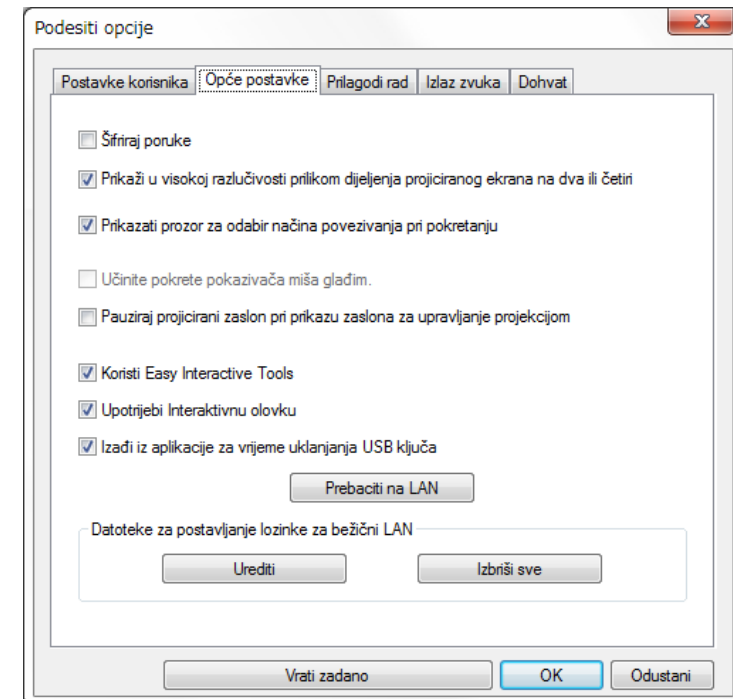 Podesiti opcije
Postavke korisnika Opće postavke Prilagodi rad Izlaz zvuka Dohvat
Šifriraj poruke
Prikaži u visokoj razlučivosti prilikom dijeljenja projiciranog ekrana na dva ili četiri
Prikazati prozor za odabir načina povezivanja pri pokretanju
Učinite pokrete pokazivača miša glađim.
Pauziraj projicirani zaslon pri prikazu zaslona za upravljanje projekcijom
Koristi Easy Interactive Tools
Upotrijebi Interaktivnu olovku
Izađi iz aplikacije za vrijeme uklanjanja USB ključa
Prebaciti na LAN
Datoteke za postavljanje lozinke za bežični LAN
Urediti Izbriši sve
Vrati zadano OK Odustani